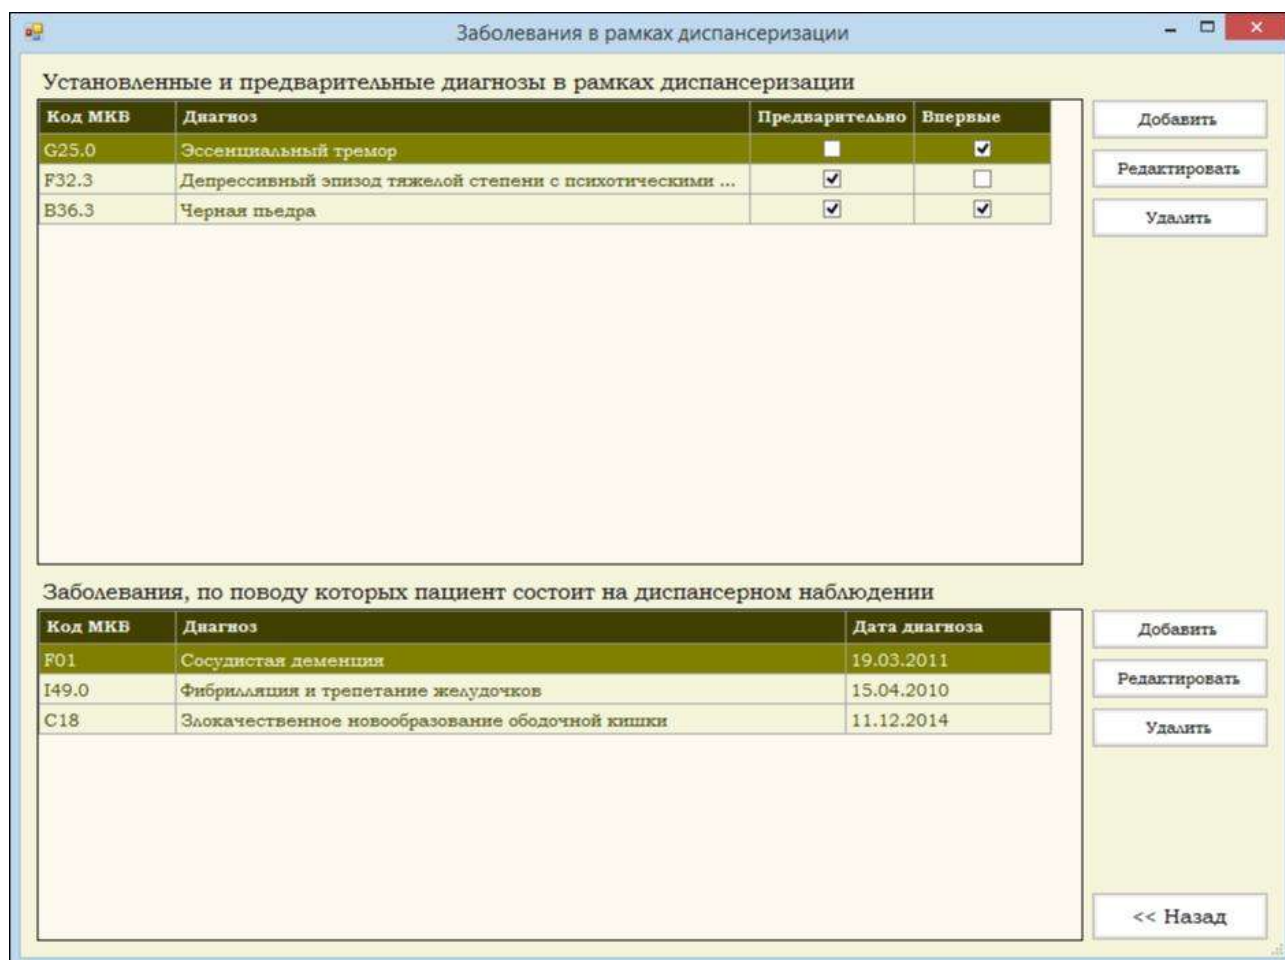 Заболевания в рамках диспансеризации
Установленные и предварительные диагнозы в рамках диспансеризации
Код МКБ Диагноз Предварительно Впервые
G25.0 Эссенциальный тремор
F32.3 Депрессивный эпизод тяжелой степени с психотическими ...
B36.3 Черная пьедра
Добавить
Редактировать
Удалить
Заболевания, по поводу которых пациент состоит на диспансерном наблюдении
Код МКБ Диагноз Дата диагноза
F01 Сосудистая деменция 19.03.2011
I49.0 Фибрилляция и трепетание желудочков 15.04.2010
C18 Злокачественное новообразование ободочной кишки 11.12.2014
Добавить
Редактировать
Удалить
<< Назад